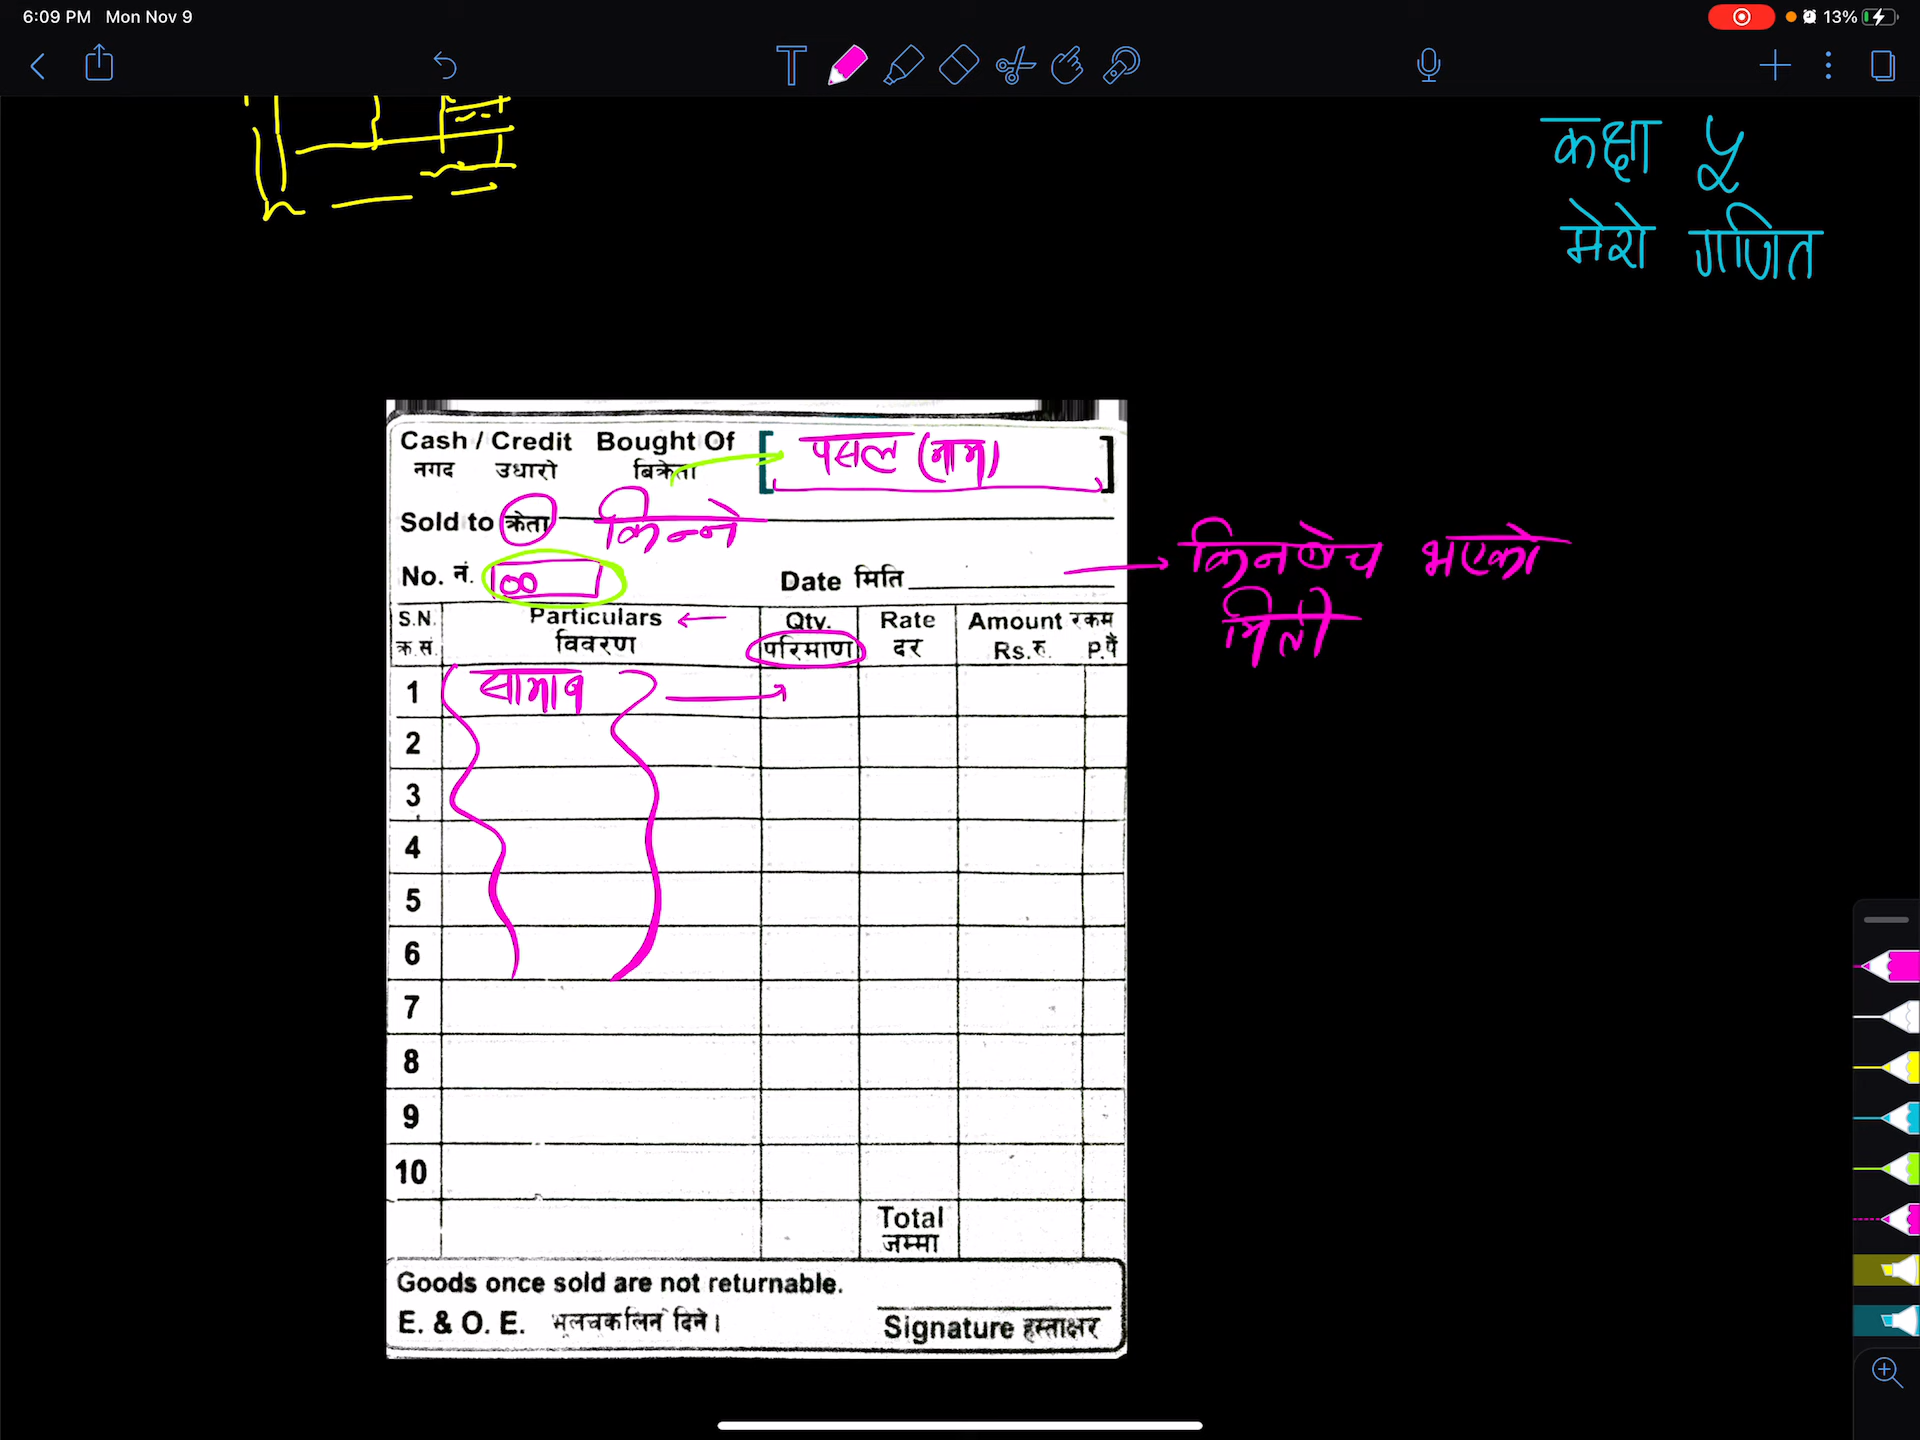 6:09 PM Mon Nov 9
13%
कक्षा ५
मेरो गणित
Cash / Credit Bought Of [ पसल (नाम) ]
नगद उधारो बिक्रेता
Sold to क्रेता किन्ने
No. नं. 00 Date मिति
किनबेच भएको
मिती
S.N. Particulars Qty. Rate Amount रकम
क्र.सं. विवरण परिमाण दर Rs.रु. P.पै
1 सामान
2
3
4
5
6
7
8
9
10
Total
जम्मा
Goods once sold are not returnable.
E. & O. E. भूलचुक लिने दिने। Signature हस्ताक्षर